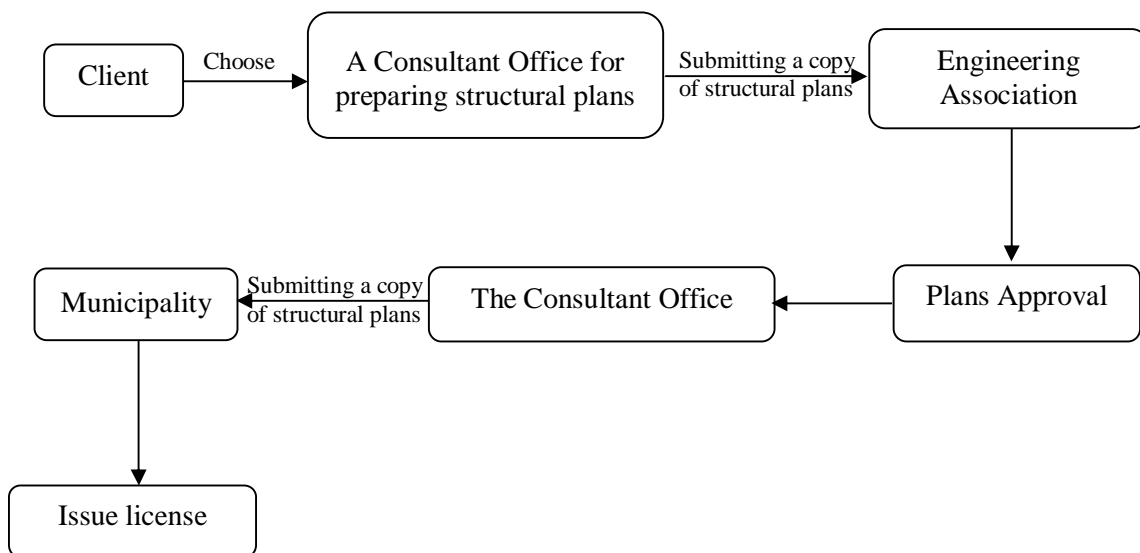 Client
Choose
A Consultant Office for
preparing structural plans
Submitting a copy
of structural plans
Engineering
Association
Plans Approval
The Consultant Office
Submitting a copy
of structural plans
Municipality
Issue license